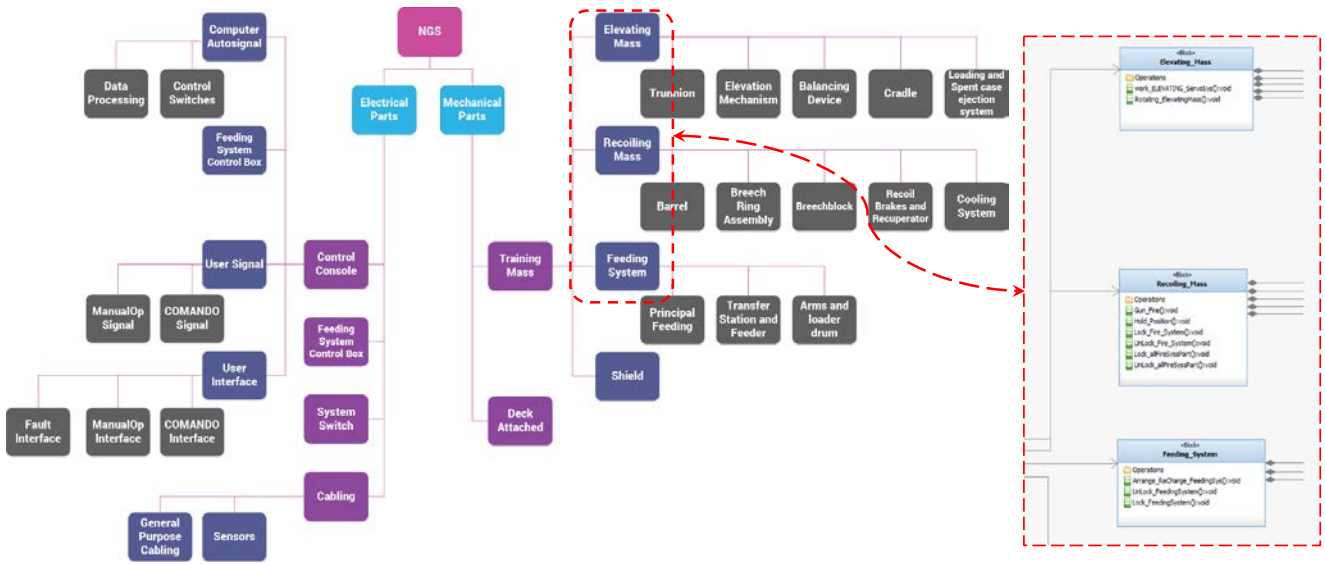 NGS
Electrical
Parts
Mechanical
Parts
Computer
Autosignal
Data
Processing
Control
Switches
Feeding
System
Control Box
User Signal
ManualOp
Signal
COMANDO
Signal
User
Interface
Fault
Interface
ManualOp
Interface
COMANDO
Interface
Control
Console
Feeding
System
Control Box
System
Switch
Cabling
General
Purpose
Cabling
Sensors
Training
Mass
Deck
Attached
Elevating
Mass
Trunnion
Elevation
Mechanism
Balancing
Device
Cradle
Loading and
Spent case
ejection
system
Recoiling
Mass
Barrel
Breech
Ring
Assembly
Breechblock
Recoil
Brakes and
Recuperator
Cooling
System
Feeding
System
Principal
Feeding
Transfer
Station and
Feeder
Arms and
loader
drum
Shield
«Block»
Elevating_Mass
Operations
work_ELEVATING_ServoSys():void
Rotating_ElevatingMass():void
«Block»
Recoiling_Mass
Operations
Gun_Fire():void
Hold_Position():void
Lock_Fire_System():void
UnLock_Fire_System():void
Lock_allFireSyssPart():void
UnLock_allFireSyssPart():void
«Block»
Feeding_System
Operations
Arrange_ReCharge_FeedingSys():void
UnLock_FeedingSystem():void
Lock_FeedingSystem():void